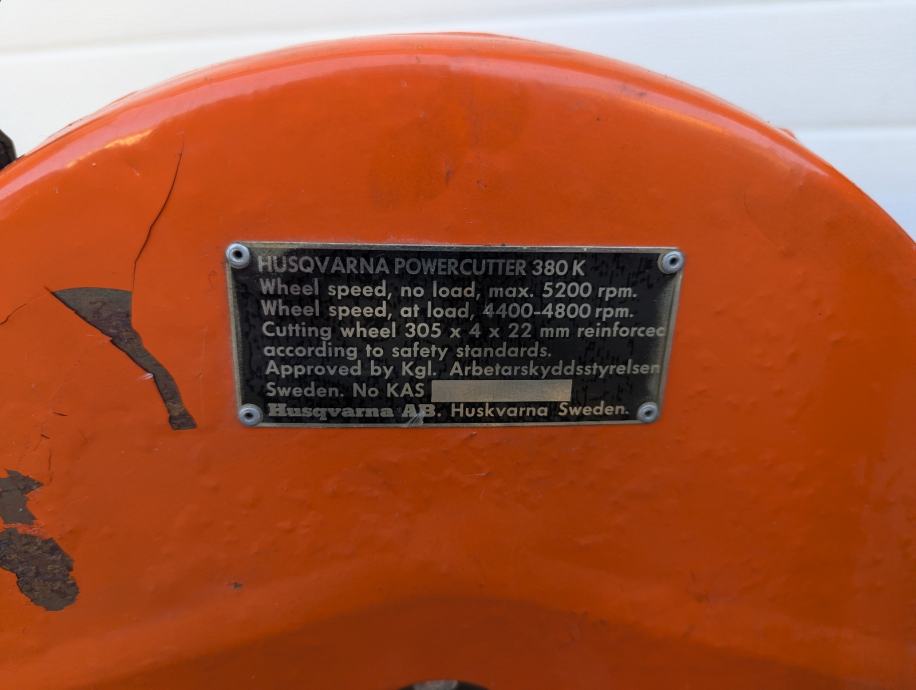 HUSQVARNA POWERCUTTER 380 K
Wheel speed, no load, max. 5200 rpm.
Wheel speed, at load, 4400-4800 rpm.
Cutting wheel 305 x 4 x 22 mm reinforced
according to safety standards.
Approved by Kgl. Arbetarskyddsstyrelsen
Sweden. No KAS
Husqvarna AB. Huskvarna Sweden.